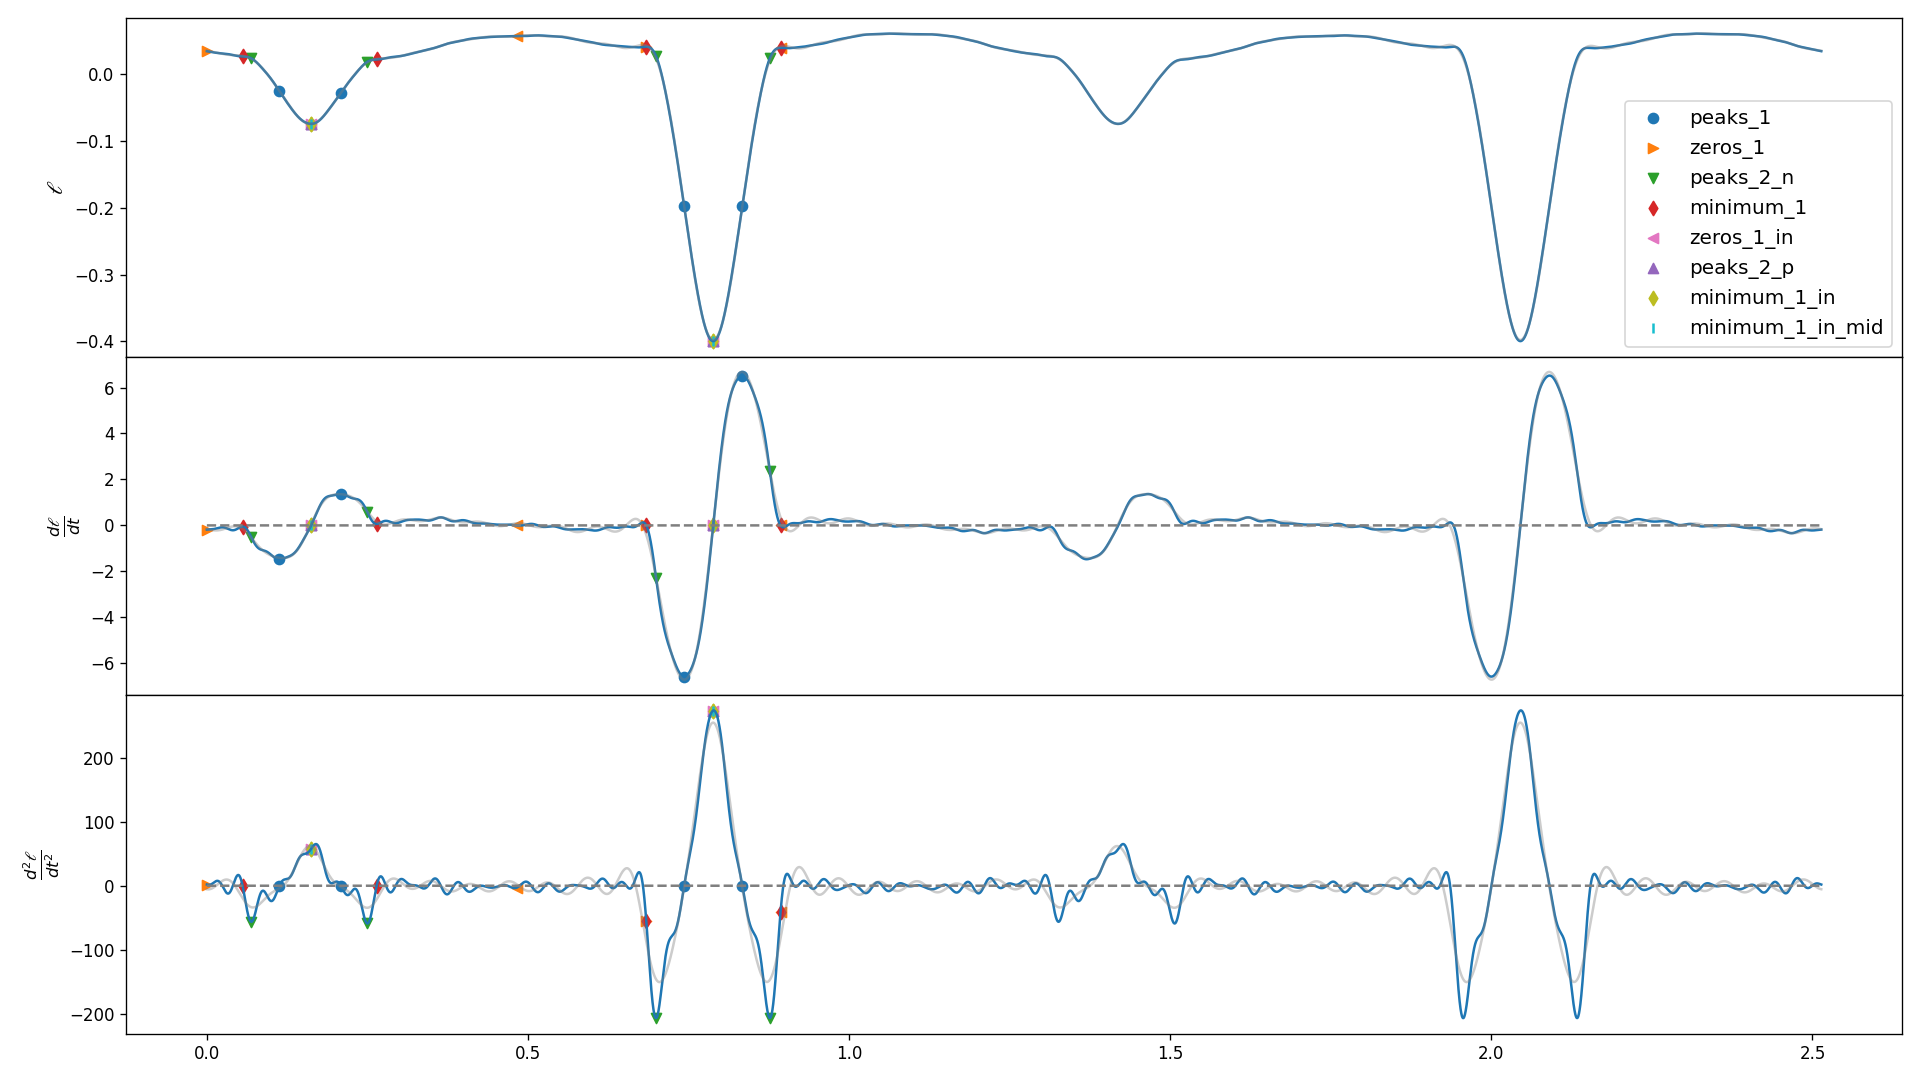 0.0
−0.1
−0.2
−0.3
−0.4
ℓ
peaks_1
zeros_1
peaks_2_n
minimum_1
zeros_1_in
peaks_2_p
minimum_1_in
minimum_1_in_mid
6
4
2
0
−2
−4
−6
dℓ
dt
200
100
0
−100
−200
d²ℓ
dt²
0.0 0.5 1.0 1.5 2.0 2.5